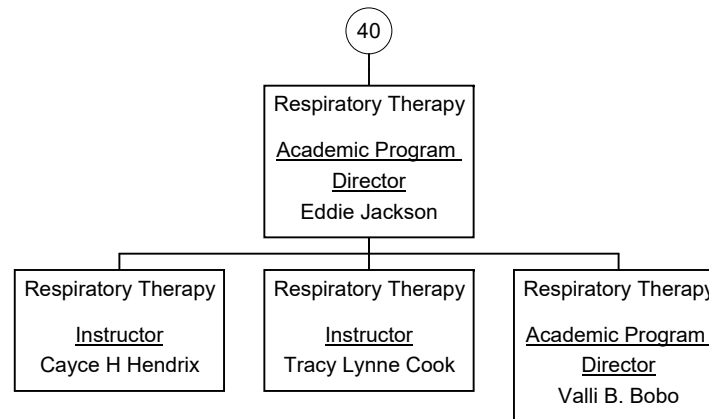 40
Respiratory Therapy
Academic Program
Director
Eddie Jackson
Respiratory Therapy
Instructor
Cayce H Hendrix
Respiratory Therapy
Instructor
Tracy Lynne Cook
Respiratory Therapy
Academic Program
Director
Valli B. Bobo